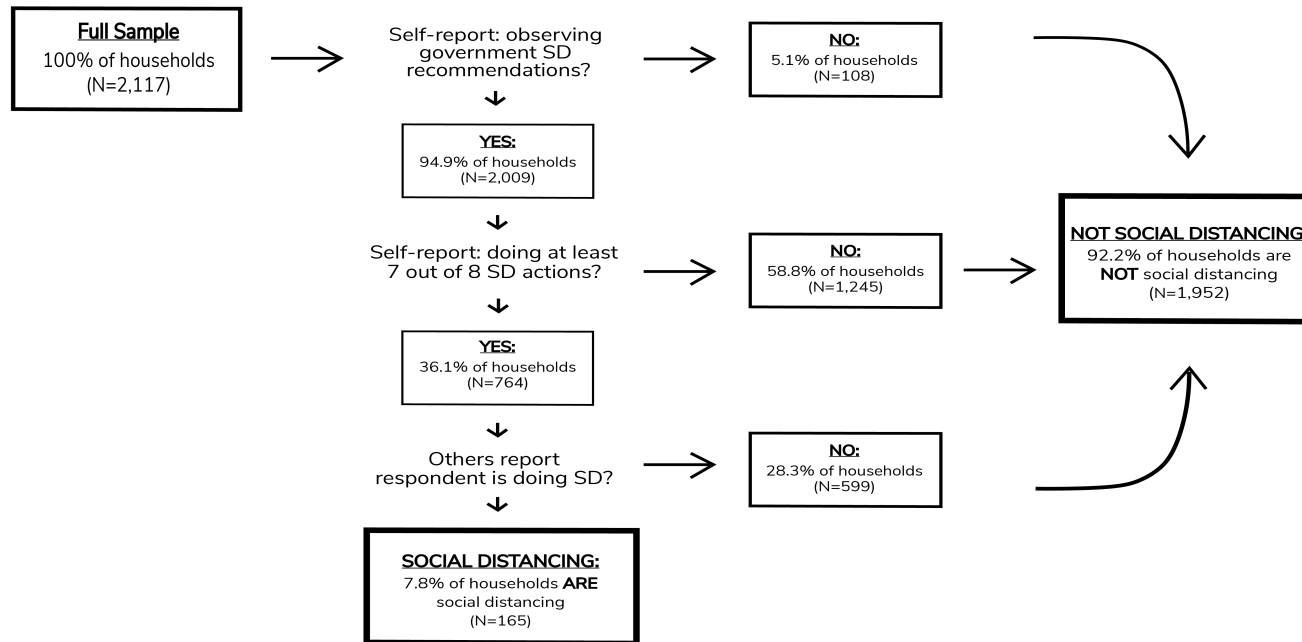 Full Sample
100% of households
(N=2,117)
Self-report: observing
government SD
recommendations?
NO:
5.1% of households
(N=108)
YES:
94.9% of households
(N=2,009)
Self-report: doing at least
7 out of 8 SD actions?
NO:
58.8% of households
(N=1,245)
NOT SOCIAL DISTANCING
92.2% of households are
NOT social distancing
(N=1,952)
YES:
36.1% of households
(N=764)
Others report
respondent is doing SD?
NO:
28.3% of households
(N=599)
SOCIAL DISTANCING:
7.8% of households ARE
social distancing
(N=165)